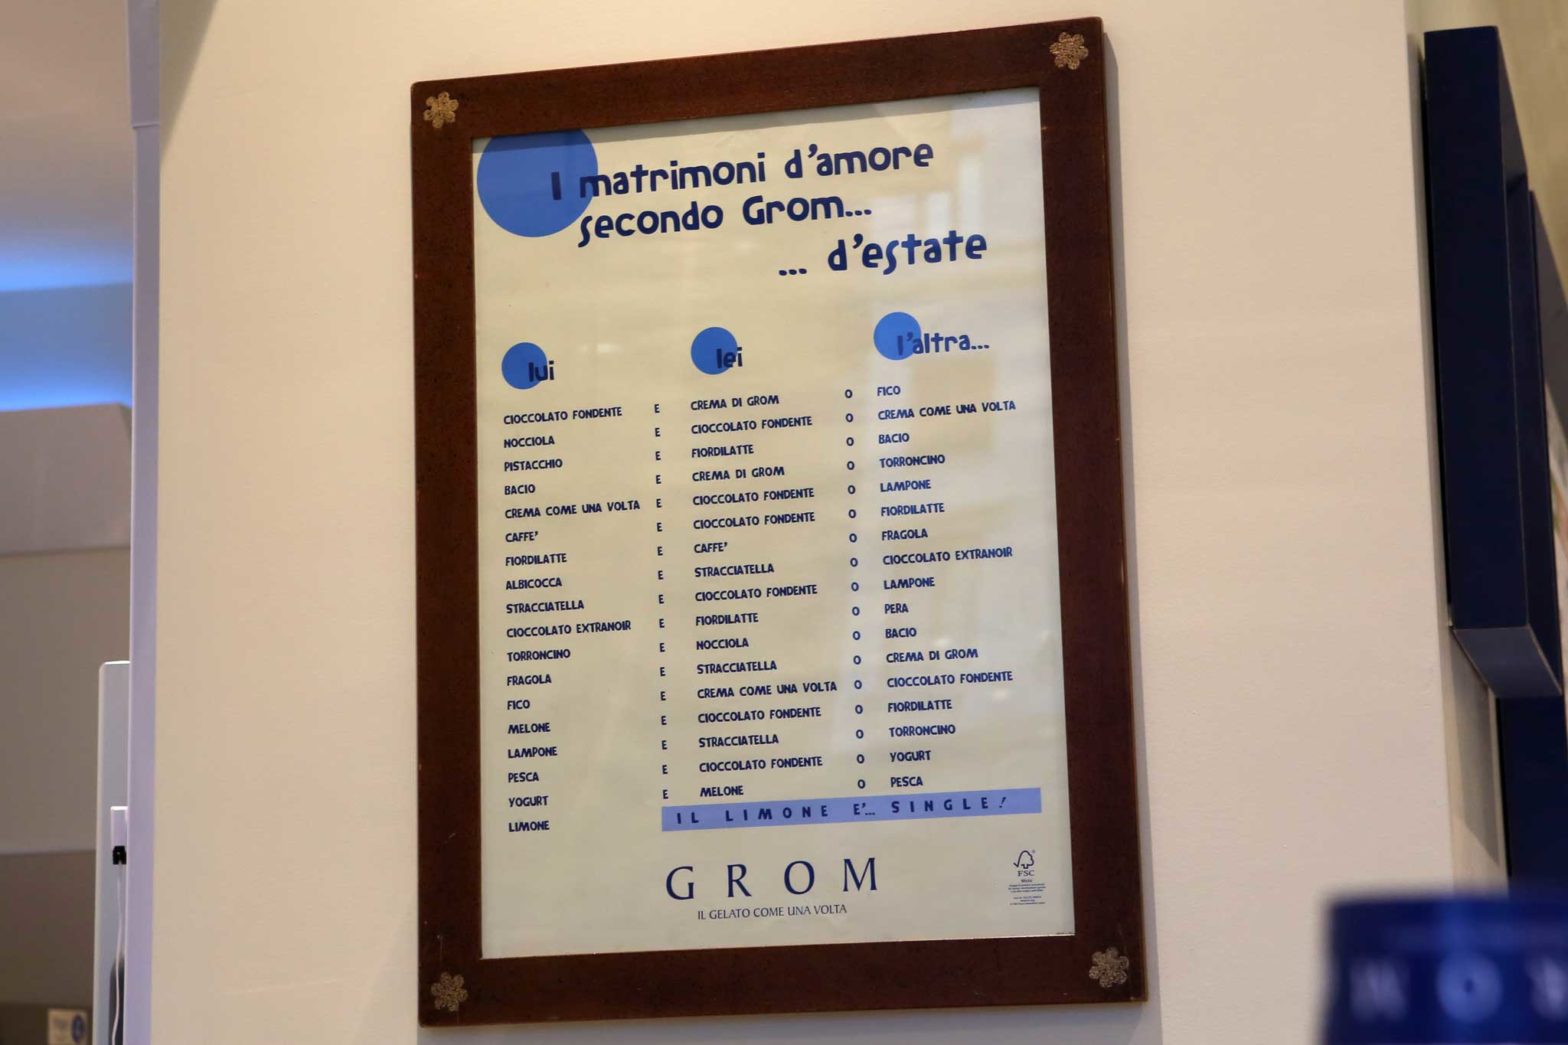 I matrimoni d'amore
secondo Grom...
... d'estate
lui lei l'altra...
CIOCCOLATO FONDENTE E CREMA DI GROM O FICO
NOCCIOLA E CIOCCOLATO FONDENTE O CREMA COME UNA VOLTA
PISTACCHIO E FIORDILATTE O BACIO
BACIO E CREMA DI GROM O TORRONCINO
CREMA COME UNA VOLTA E CIOCCOLATO FONDENTE O LAMPONE
CAFFE' E CIOCCOLATO FONDENTE O FIORDILATTE
FIORDILATTE E CAFFE' O FRAGOLA
ALBICOCCA E STRACCIATELLA O CIOCCOLATO EXTRANOIR
STRACCIATELLA E CIOCCOLATO FONDENTE O LAMPONE
CIOCCOLATO EXTRANOIR E FIORDILATTE O PERA
TORRONCINO E NOCCIOLA O BACIO
FRAGOLA E STRACCIATELLA O CREMA DI GROM
FICO E CREMA COME UNA VOLTA O CIOCCOLATO FONDENTE
MELONE E CIOCCOLATO FONDENTE O FIORDILATTE
LAMPONE E STRACCIATELLA O TORRONCINO
PESCA E CIOCCOLATO FONDENTE O YOGURT
YOGURT E MELONE O PESCA
LIMONE IL LIMONE E'... SINGLE!
GROM
IL GELATO COME UNA VOLTA
FSC